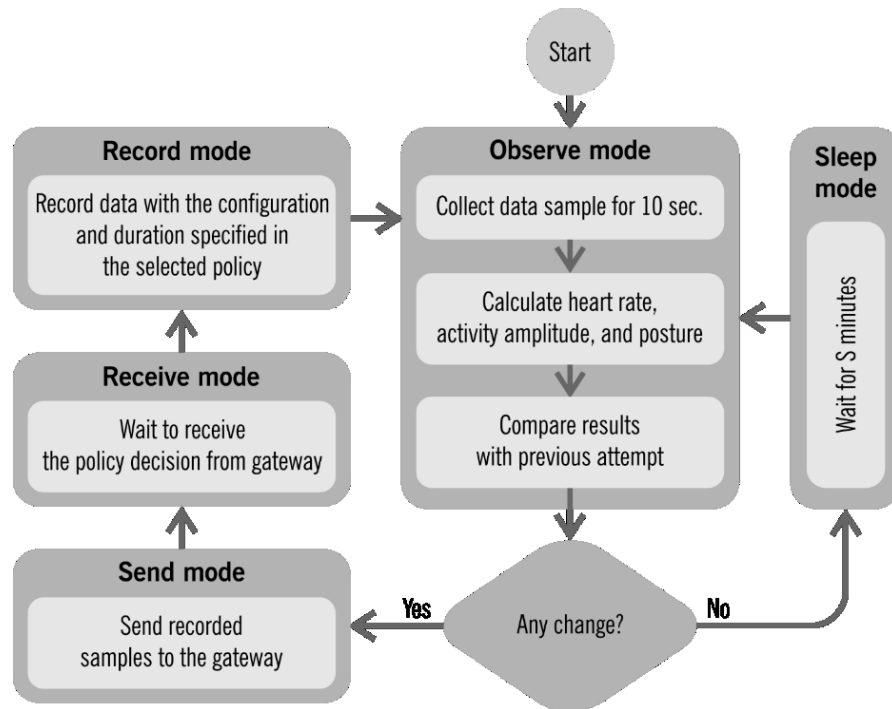 Start
Record mode
Record data with the configuration
and duration specified in
the selected policy
Observe mode
Collect data sample for 10 sec.
Calculate heart rate,
activity amplitude, and posture
Compare results
with previous attempt
Sleep
mode
Wait for S minutes
Receive mode
Wait to receive
the policy decision from gateway
Send mode
Send recorded
samples to the gateway
Yes
Any change?
No